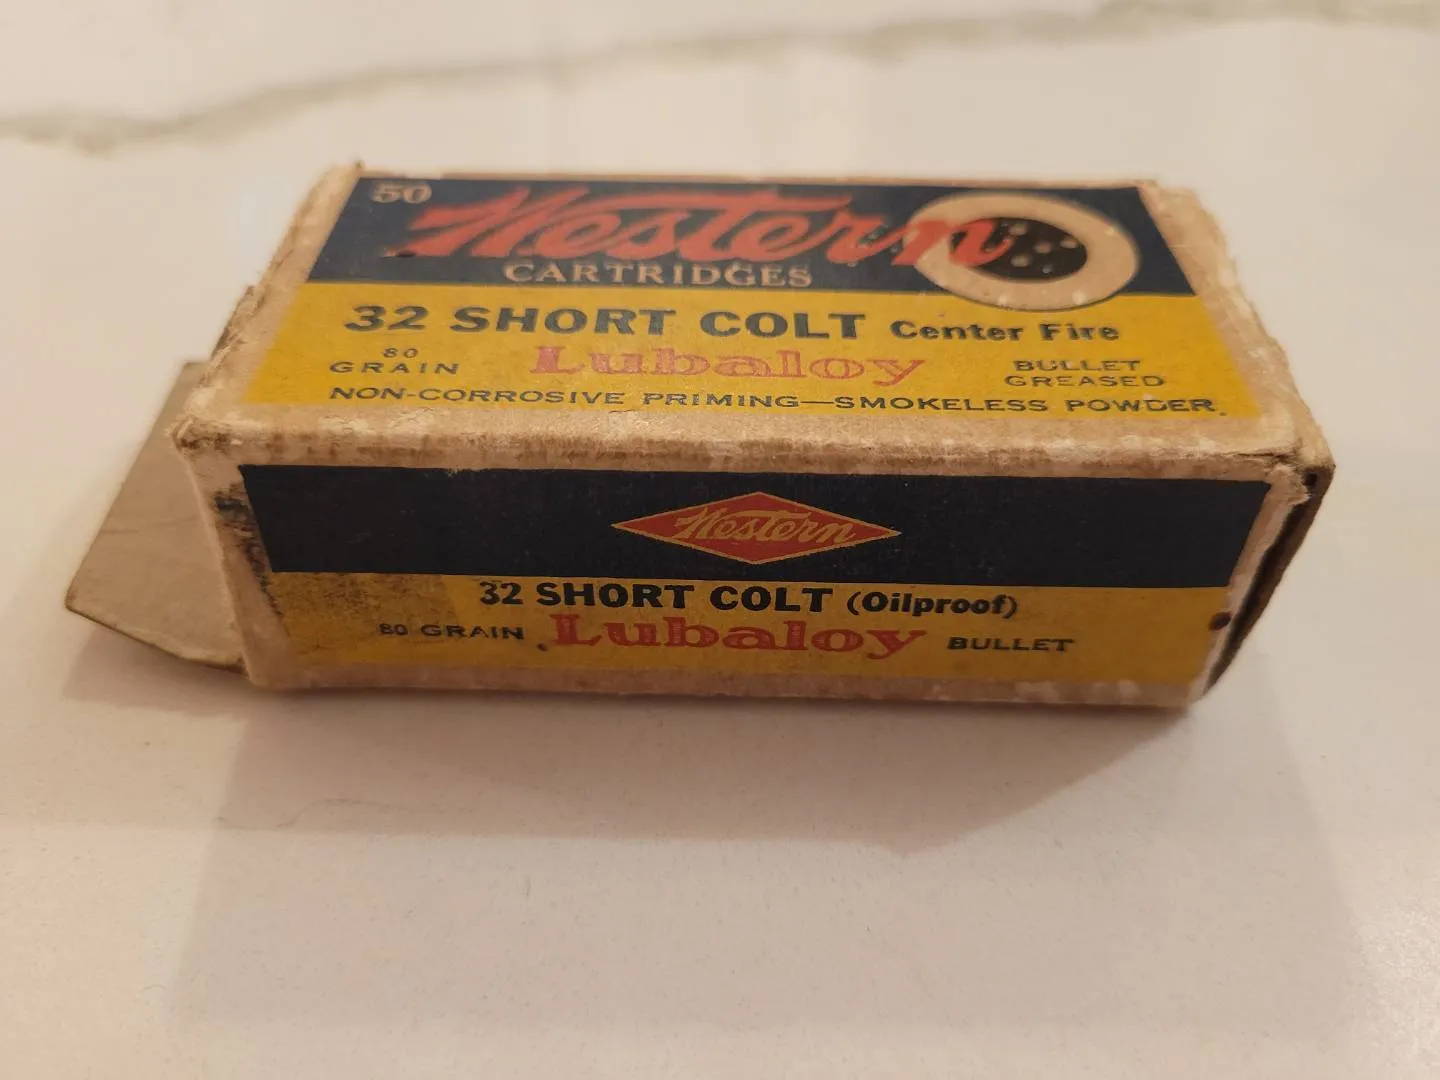 50 Western
CARTRIDGES
32 SHORT COLT Center Fire
80 GRAIN Lubaloy BULLET GREASED
NON-CORROSIVE PRIMING—SMOKELESS POWDER.
Western
32 SHORT COLT (Oilproof)
80 GRAIN Lubaloy BULLET